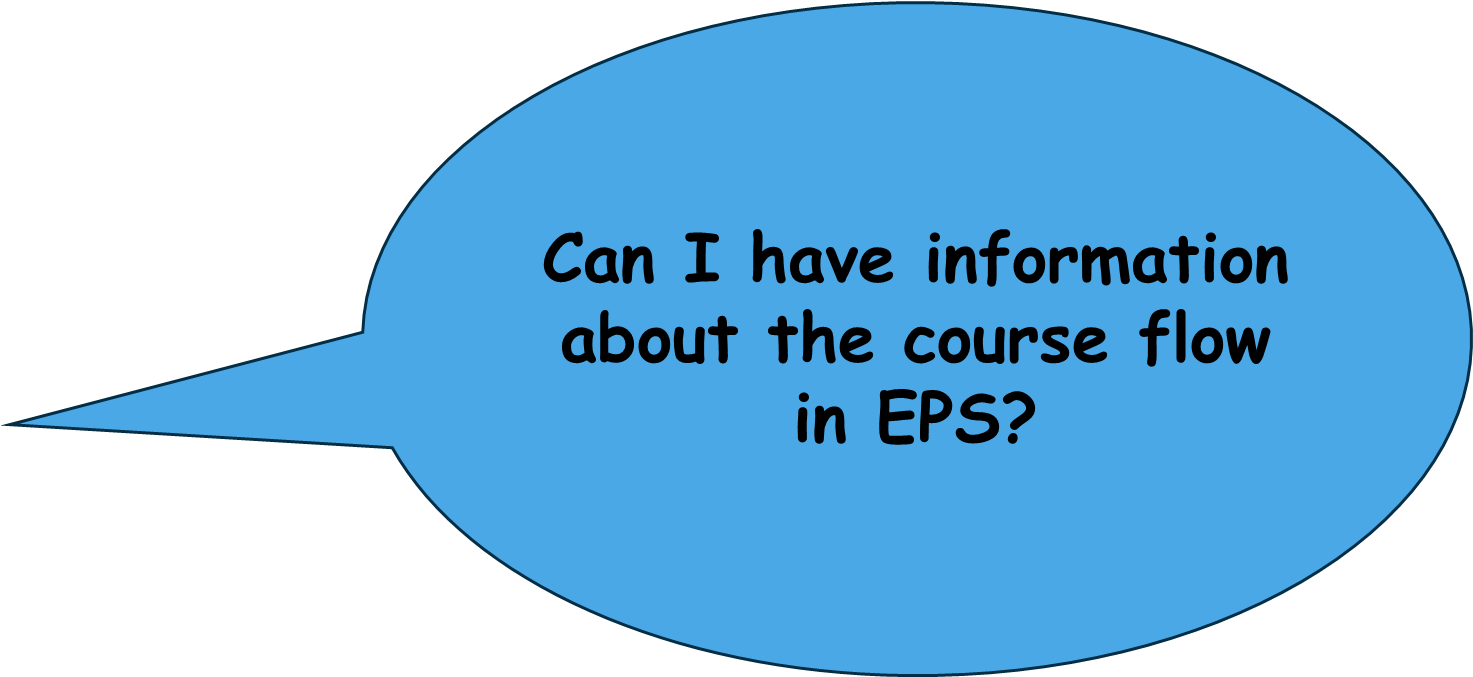 Can I have information
about the course flow
in EPS?